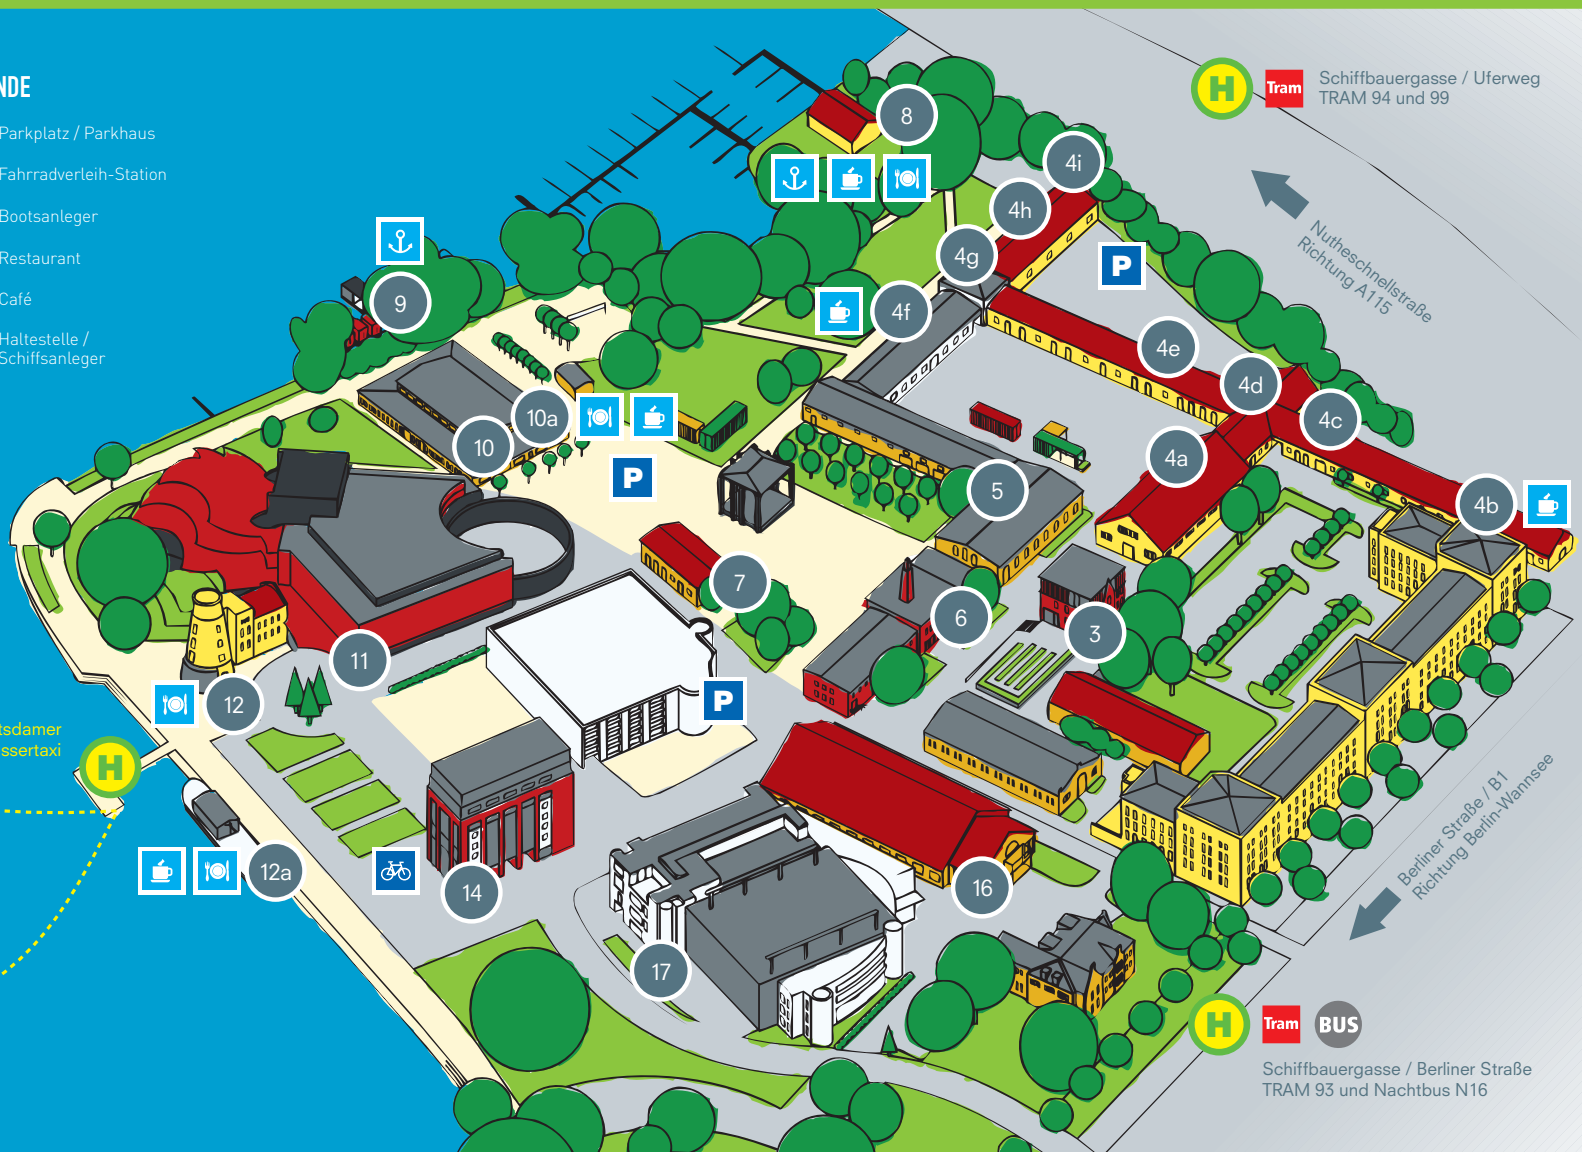 NDE
Parkplatz / Parkhaus
Fahrradverleih-Station
Bootsanleger
Restaurant
Café
Haltestelle /
Schiffsanleger
H
Tram
Schiffbauergasse / Uferweg
TRAM 94 und 99
8
4i
4h
4g
P
Nutheschnellstraße
Richtung A115
9
4f
4e
4d
4c
10a
10
P
4a
5
4b
7
6
3
11
12
P
tsdamer
ssertaxi
H
Berliner Straße / B1
Richtung Berlin-Wannsee
12a
14
16
17
H
Tram
BUS
Schiffbauergasse / Berliner Straße
TRAM 93 und Nachtbus N16